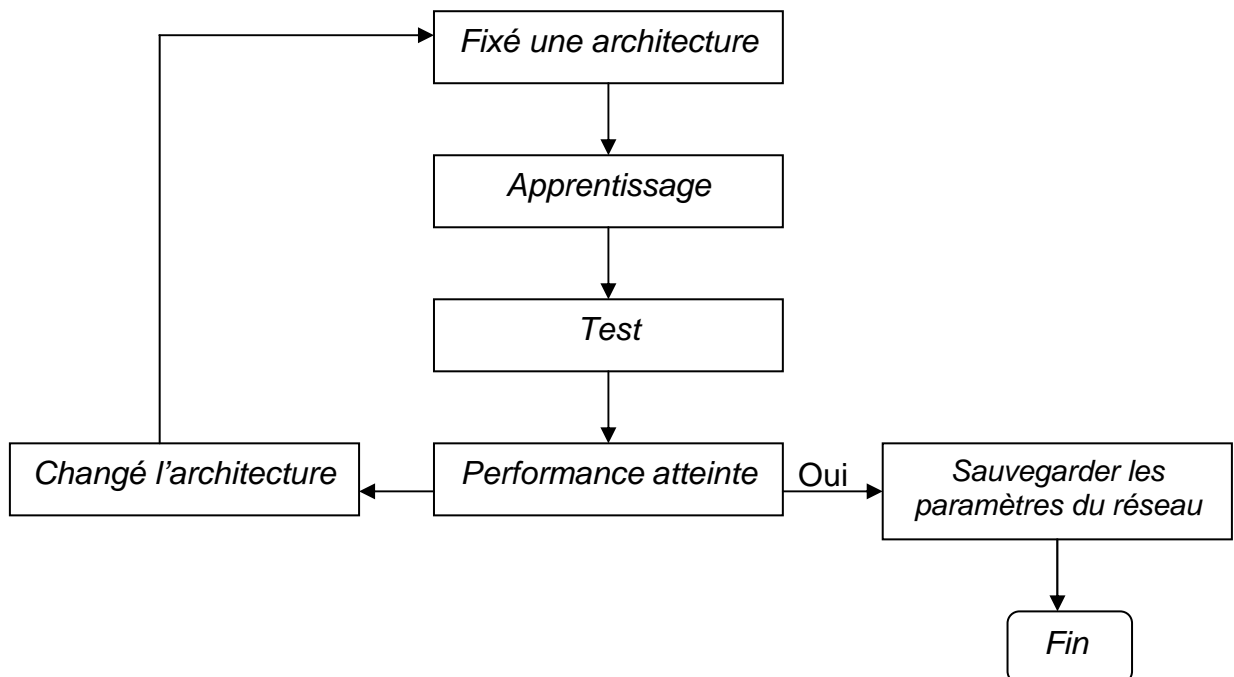 Fixé une architecture
Apprentissage
Test
Changé l’architecture
Performance atteinte
Oui
Sauvegarder les
paramètres du réseau
Fin